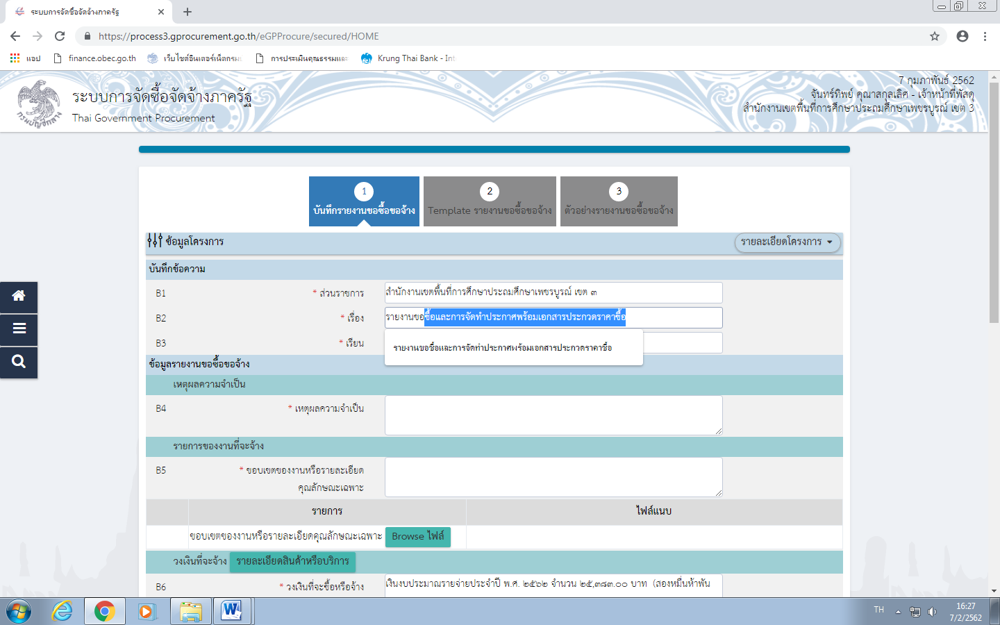 ระบบการจัดซื้อจัดจ้างภาครัฐ
https://process3.gprocurement.go.th/eGPProcure/secured/HOME
แอป
finance.obec.go.th
เว็บไซต์อินเตอร์เน็ตกรม
การประเมินคุณธรรมและ
Krung Thai Bank - Int
ระบบการจัดซื้อจัดจ้างภาครัฐ
Thai Government Procurement
7 กุมภาพันธ์ 2562
จันทร์ทิพย์ คุณาสกุลเลิศ - เจ้าหน้าที่พัสดุ
สำนักงานเขตพื้นที่การศึกษาประถมศึกษาเพชรบูรณ์ เขต 3
กรมบัญชีกลาง
1
บันทึกรายงานขอซื้อขอจ้าง
2
Template รายงานขอซื้อขอจ้าง
3
ตัวอย่างรายงานขอซื้อขอจ้าง
ข้อมูลโครงการ
รายละเอียดโครงการ
บันทึกข้อความ
B1 * ส่วนราชการ สำนักงานเขตพื้นที่การศึกษาประถมศึกษาเพชรบูรณ์ เขต ๓
B2 * เรื่อง รายงานขอซื้อและการจัดทำประกาศพร้อมเอกสารประกวดราคาซื้อ
B3 * เรียน
รายงานขอซื้อและการจัดทำประกาศพร้อมเอกสารประกวดราคาซื้อ
ข้อมูลรายงานขอซื้อขอจ้าง
เหตุผลความจำเป็น
B4 * เหตุผลความจำเป็น
รายการของงานที่จะจ้าง
B5 * ขอบเขตของงานหรือรายละเอียด
คุณลักษณะเฉพาะ
รายการ ไฟล์แนบ
ขอบเขตของงานหรือรายละเอียดคุณลักษณะเฉพาะ Browse ไฟล์
วงเงินที่จะจ้าง รายละเอียดสินค้าหรือบริการ
B6 * วงเงินที่จะซื้อหรือจ้าง เงินงบประมาณรายจ่ายประจำปี พ.ศ. ๒๕๖๒ จำนวน ๒๕,๓๘๓.๐๐ บาท (สองหมื่นห้าพัน
TH
16:27
7/2/2562